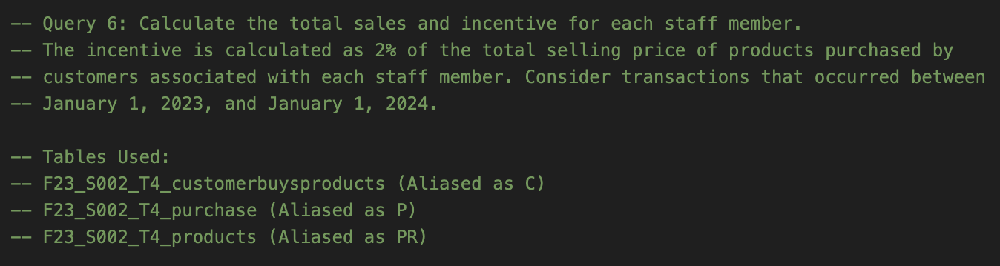 -- Query 6: Calculate the total sales and incentive for each staff member.
-- The incentive is calculated as 2% of the total selling price of products purchased by
-- customers associated with each staff member. Consider transactions that occurred between
-- January 1, 2023, and January 1, 2024.
-- Tables Used:
-- F23_S002_T4_customerbuysproducts (Aliased as C)
-- F23_S002_T4_purchase (Aliased as P)
-- F23_S002_T4_products (Aliased as PR)